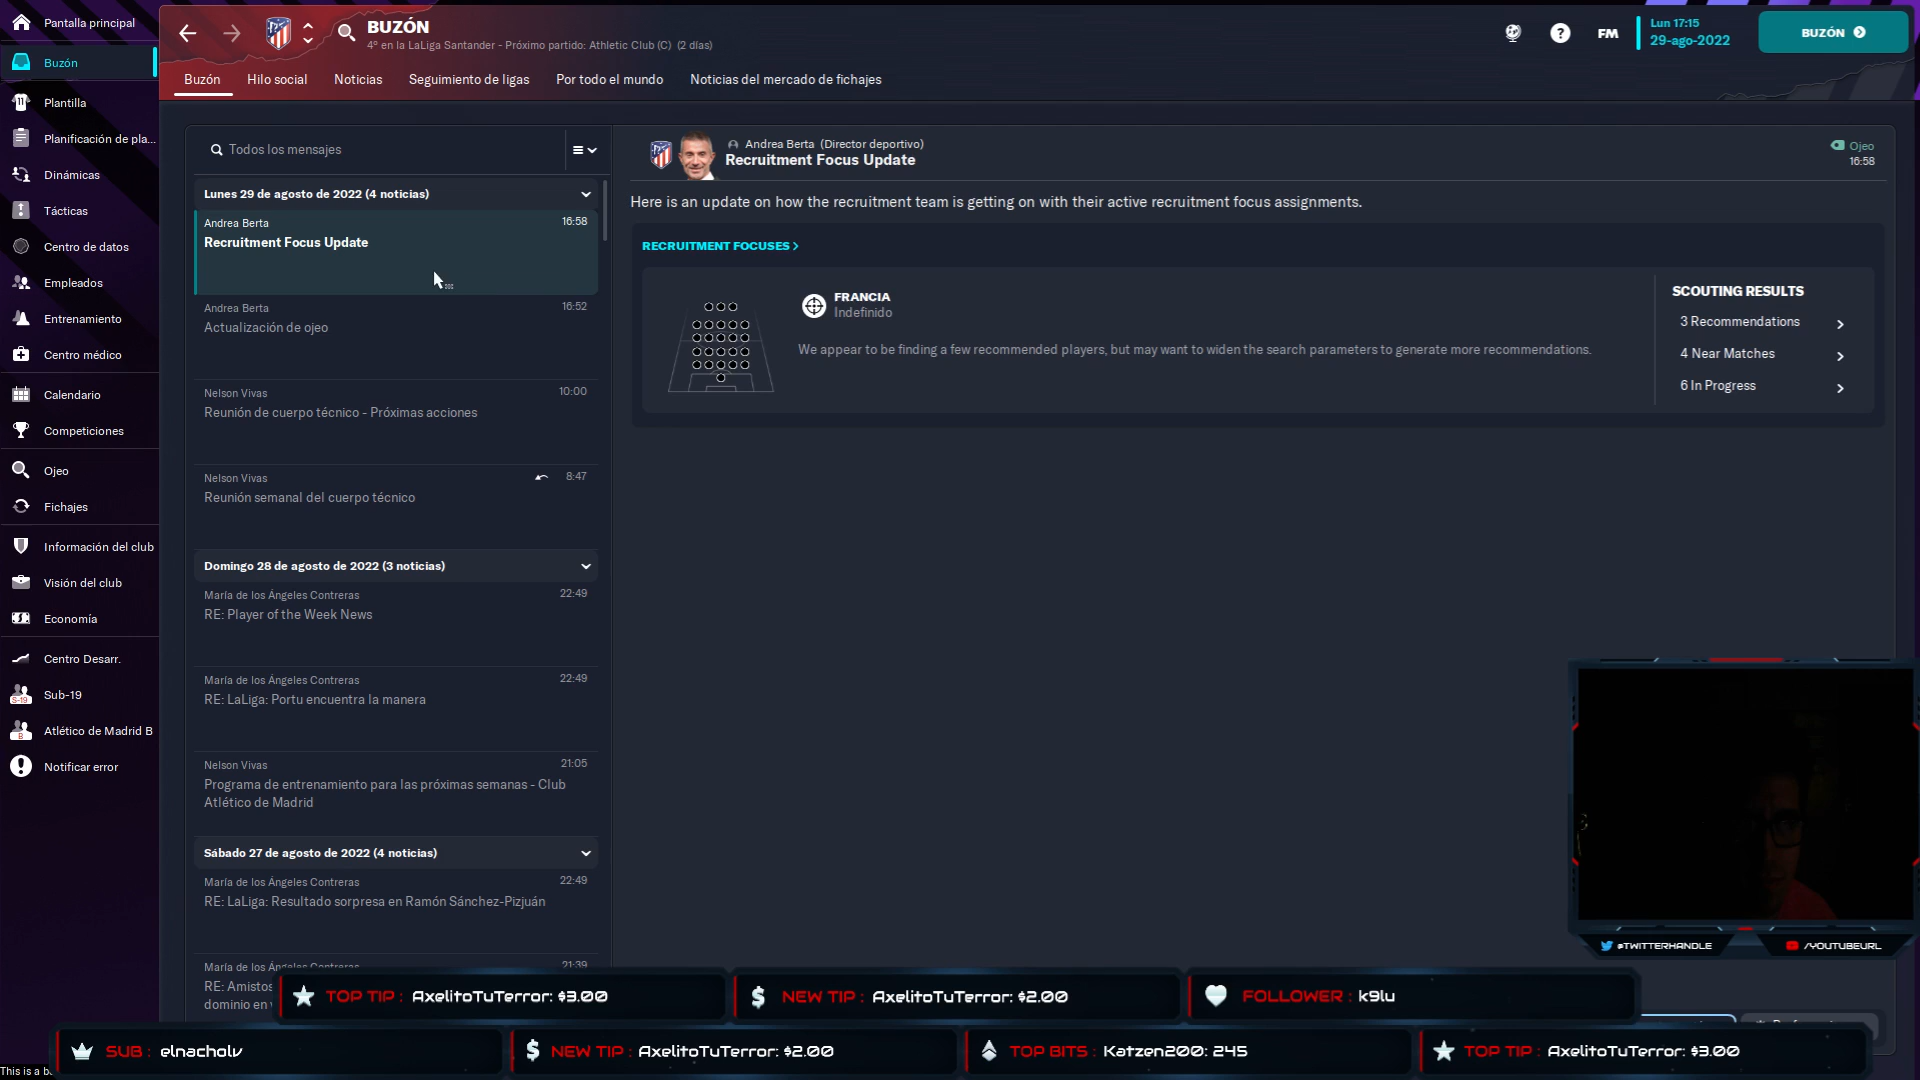 Pantalla principal
Buzón
Plantilla
Planificación de pla...
Dinámicas
Tácticas
Centro de datos
Empleados
Entrenamiento
Centro médico
Calendario
Competiciones
Ojeo
Fichajes
Información del club
Visión del club
Economía
Centro Desarr.
S-19
Sub-19
B
Atlético de Madrid B
Notificar error
This is a b
BUZÓN
4º en la LaLiga Santander - Próximo partido: Athletic Club (C) (2 días)
FM
Lun 17:15
29-ago-2022
BUZÓN
Buzón Hilo social Noticias Seguimiento de ligas Por todo el mundo Noticias del mercado de fichajes
Todos los mensajes
Lunes 29 de agosto de 2022 (4 noticias)
Andrea Berta 16:58
Recruitment Focus Update
Andrea Berta 16:52
Actualización de ojeo
Nelson Vivas 10:00
Reunión de cuerpo técnico - Próximas acciones
Nelson Vivas 8:47
Reunión semanal del cuerpo técnico
Domingo 28 de agosto de 2022 (3 noticias)
María de los Ángeles Contreras 22:49
RE: Player of the Week News
María de los Ángeles Contreras 22:49
RE: LaLiga: Portu encuentra la manera
Nelson Vivas 21:05
Programa de entrenamiento para las próximas semanas - Club
Atlético de Madrid
Sábado 27 de agosto de 2022 (4 noticias)
María de los Ángeles Contreras 22:49
RE: LaLiga: Resultado sorpresa en Ramón Sánchez-Pizjuán
María de los Ángeles Contreras 21:39
RE: Amistos
dominio en
Andrea Berta (Director deportivo)
Recruitment Focus Update
Ojeo
16:58
Here is an update on how the recruitment team is getting on with their active recruitment focus assignments.
RECRUITMENT FOCUSES >
FRANCIA
Indefinido
We appear to be finding a few recommended players, but may want to widen the search parameters to generate more recommendations.
SCOUTING RESULTS
3 Recommendations
4 Near Matches
6 In Progress
@TWITTERHANDLE
/YOUTUBEURL
TOP TIP : AxelitoTuTerror: $3.00
NEW TIP : AxelitoTuTerror: $2.00
FOLLOWER : k9lu
SUB : elnacholv
NEW TIP : AxelitoTuTerror: $2.00
TOP BITS : Katzen200: 245
TOP TIP : AxelitoTuTerror: $3.00